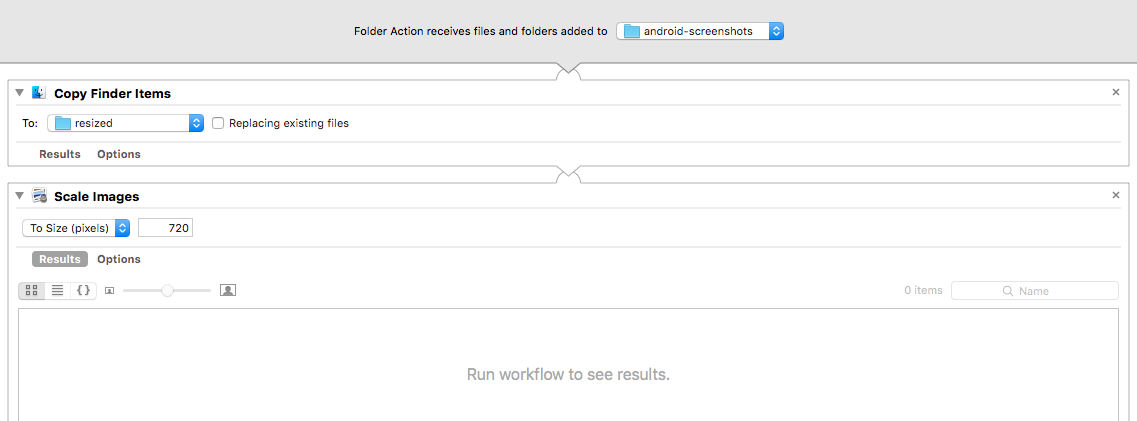 Folder Action receives files and folders added to android-screenshots
Copy Finder Items
To: resized Replacing existing files
Results Options
Scale Images
To Size (pixels) 720
Results Options
0 items Name
Run workflow to see results.